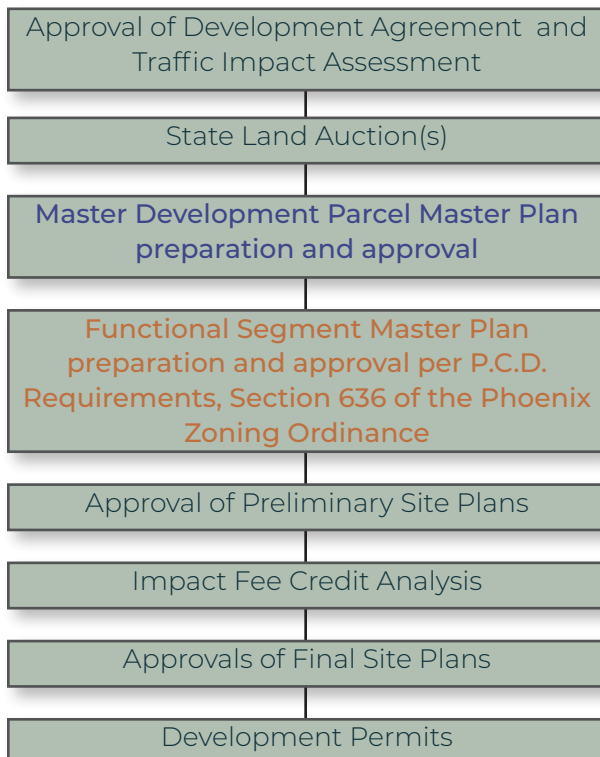 Approval of Development Agreement and
Traffic Impact Assessment
State Land Auction(s)
Master Development Parcel Master Plan
preparation and approval
Functional Segment Master Plan
preparation and approval per P.C.D.
Requirements, Section 636 of the Phoenix
Zoning Ordinance
Approval of Preliminary Site Plans
Impact Fee Credit Analysis
Approvals of Final Site Plans
Development Permits